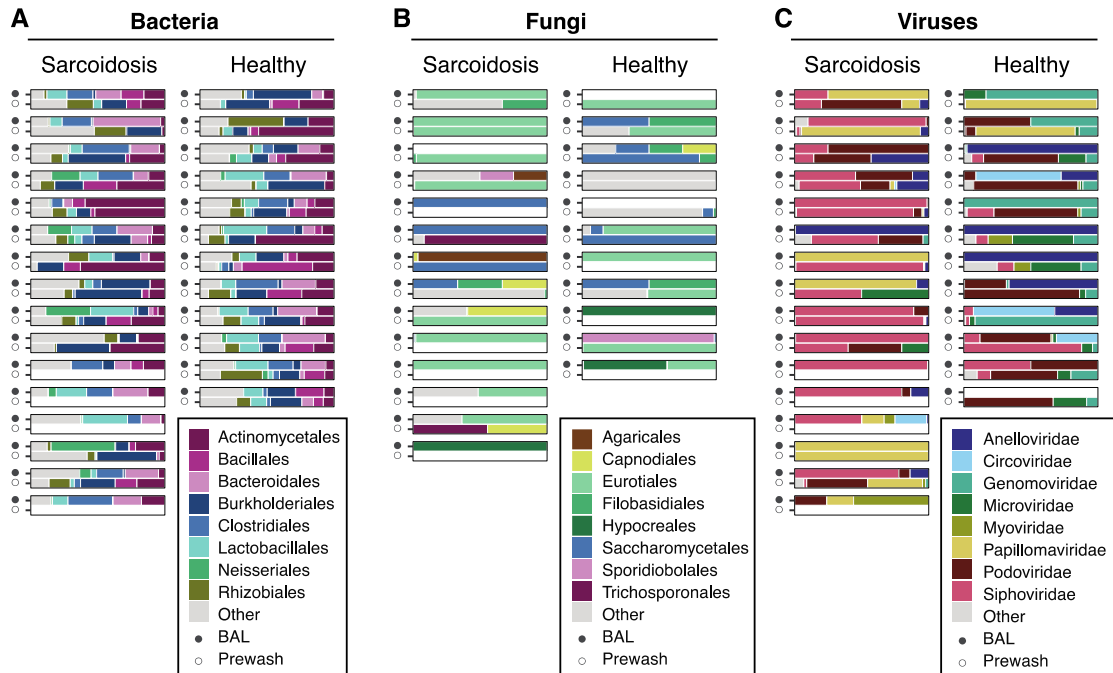 A Bacteria
Sarcoidosis Healthy
Actinomycetales
Bacillales
Bacteroidales
Burkholderiales
Clostridiales
Lactobacillales
Neisseriales
Rhizobiales
Other
BAL
Prewash
B Fungi
Sarcoidosis Healthy
Agaricales
Capnodiales
Eurotiales
Filobasidiales
Hypocreales
Saccharomycetales
Sporidiobolales
Trichosporonales
Other
BAL
Prewash
C Viruses
Sarcoidosis Healthy
Anelloviridae
Circoviridae
Genomoviridae
Microviridae
Myoviridae
Papillomaviridae
Podoviridae
Siphoviridae
Other
BAL
Prewash